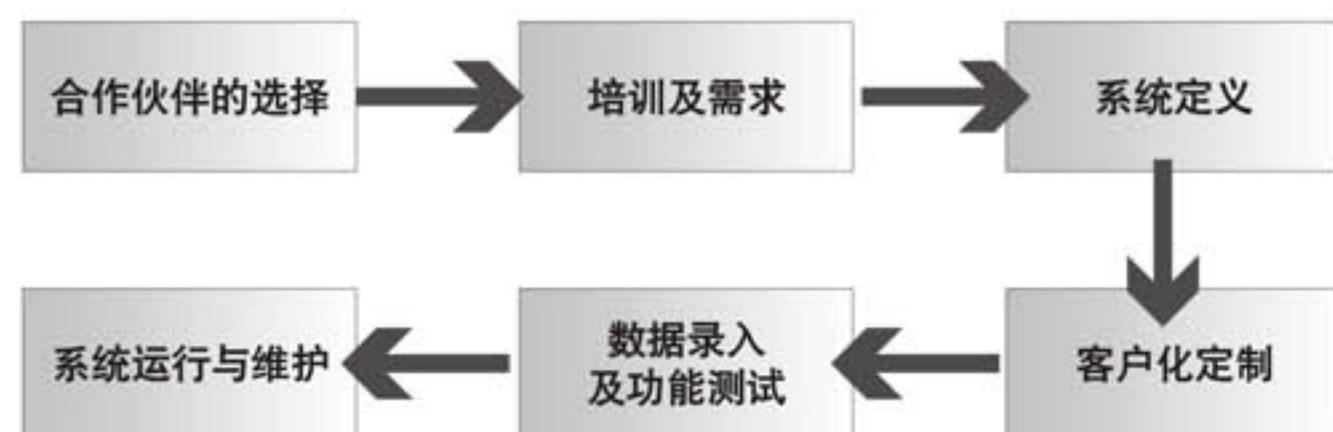 合作伙伴的选择
培训及需求
系统定义
客户化定制
数据录入
及功能测试
系统运行与维护